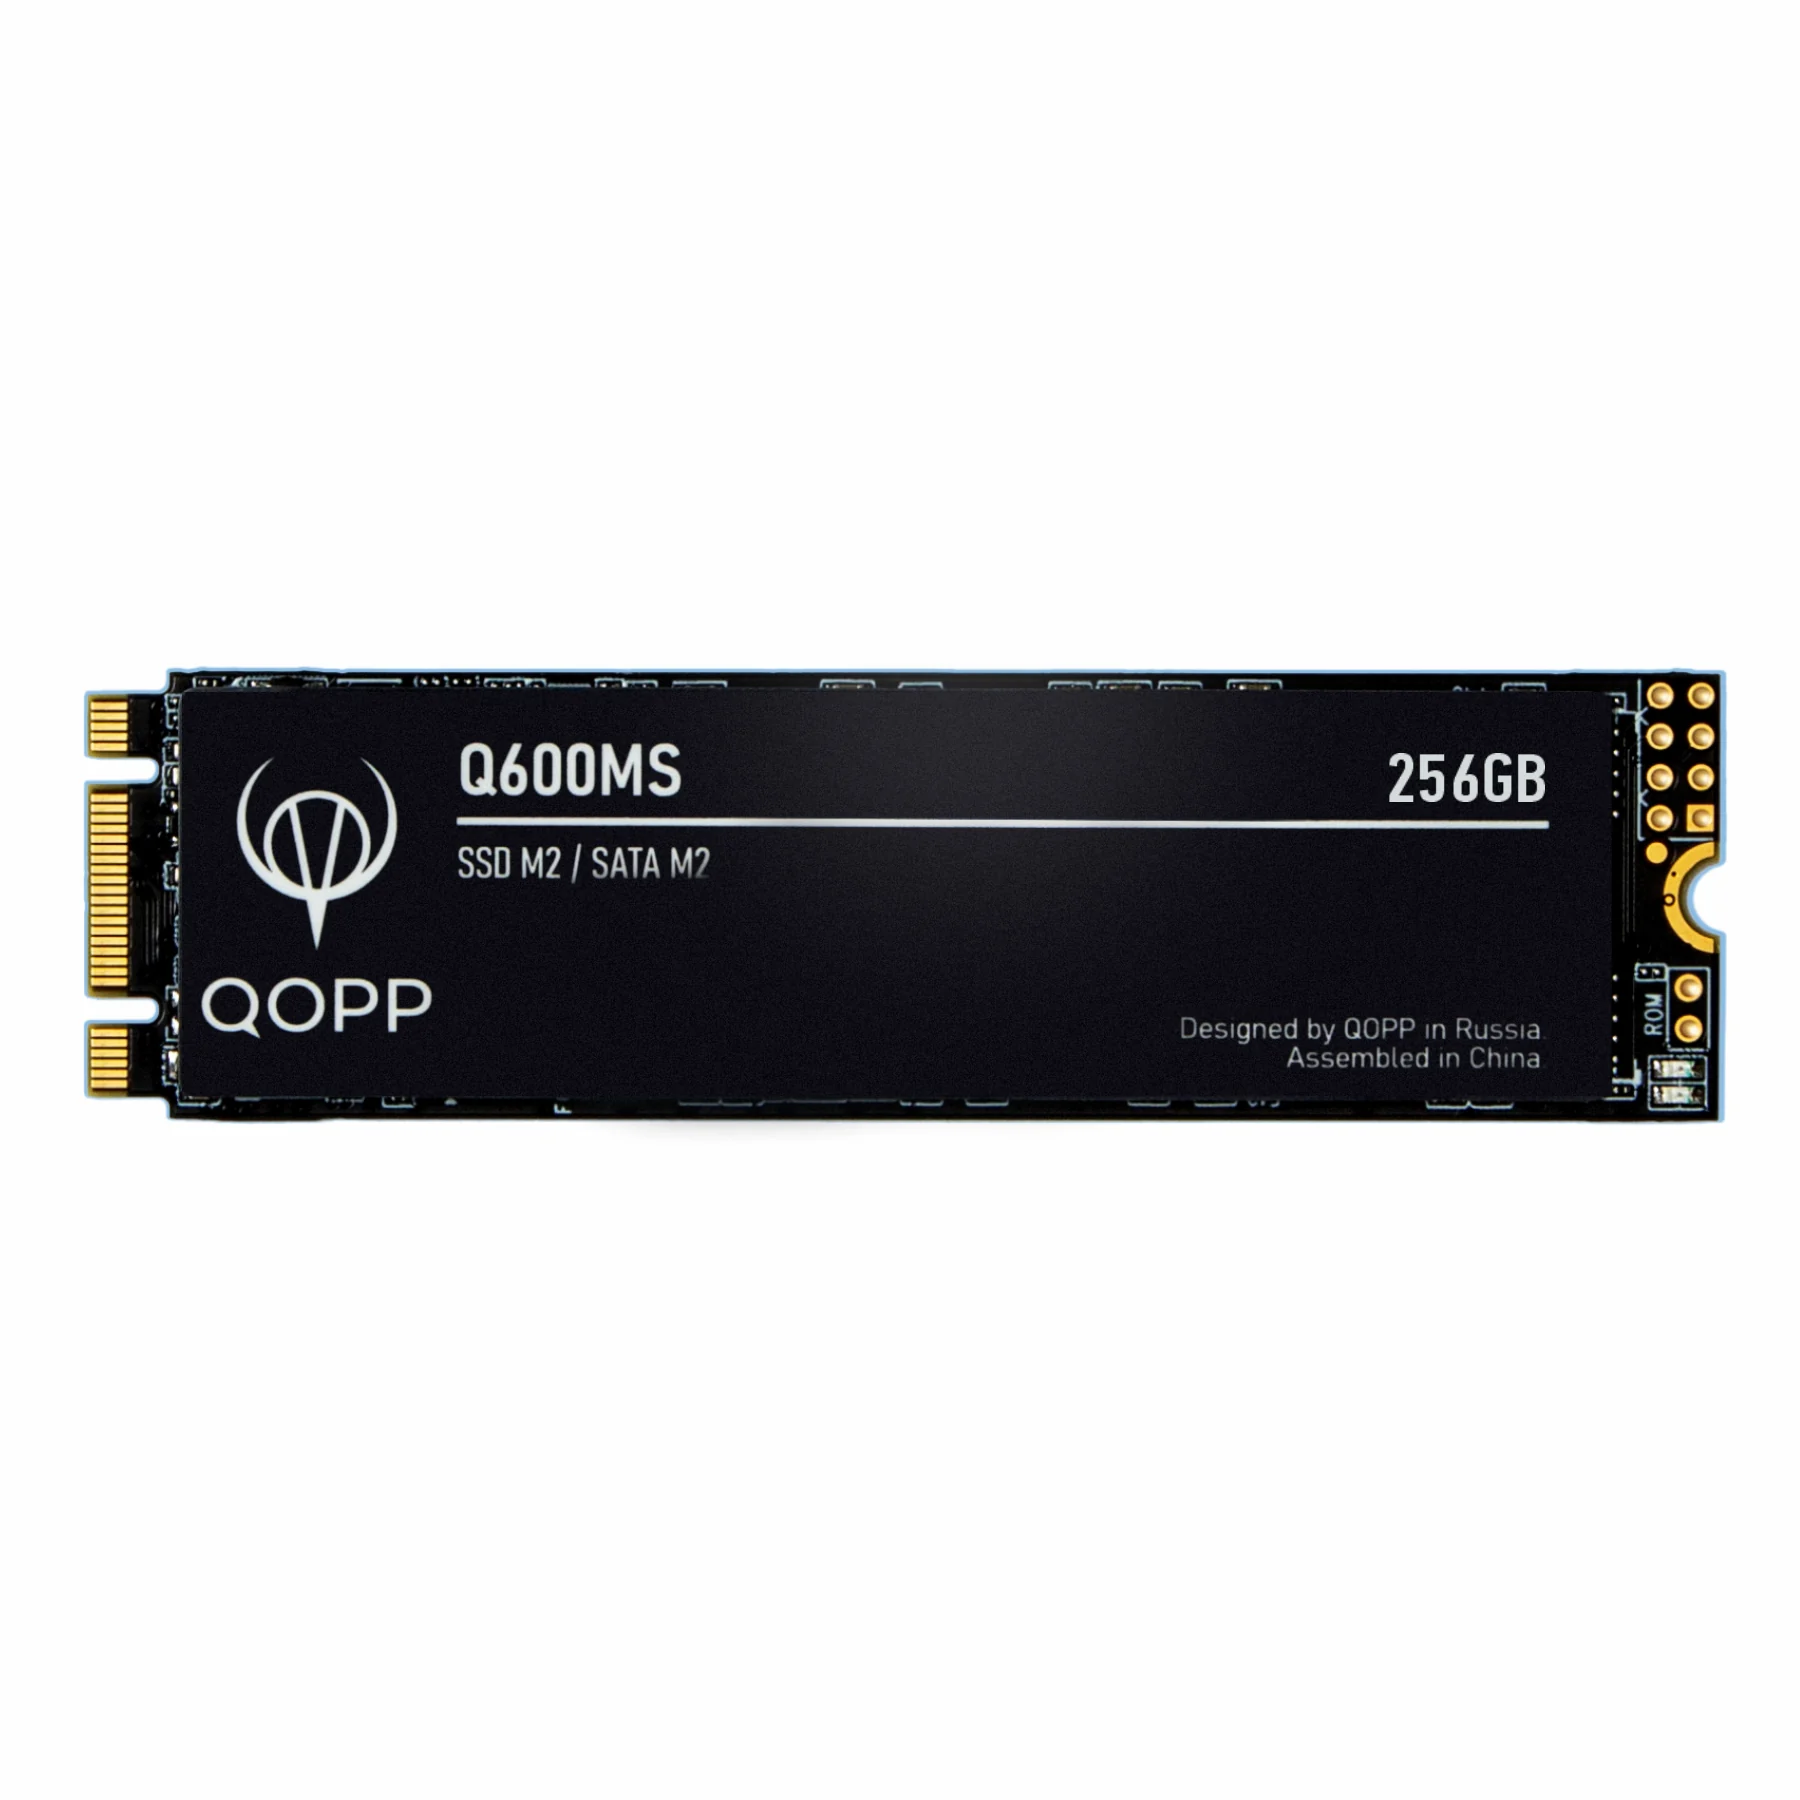 Q600MS
256GB
SSD M2 / SATA M2
QOPP
Designed by QOPP in Russia.
Assembled in China
ROM